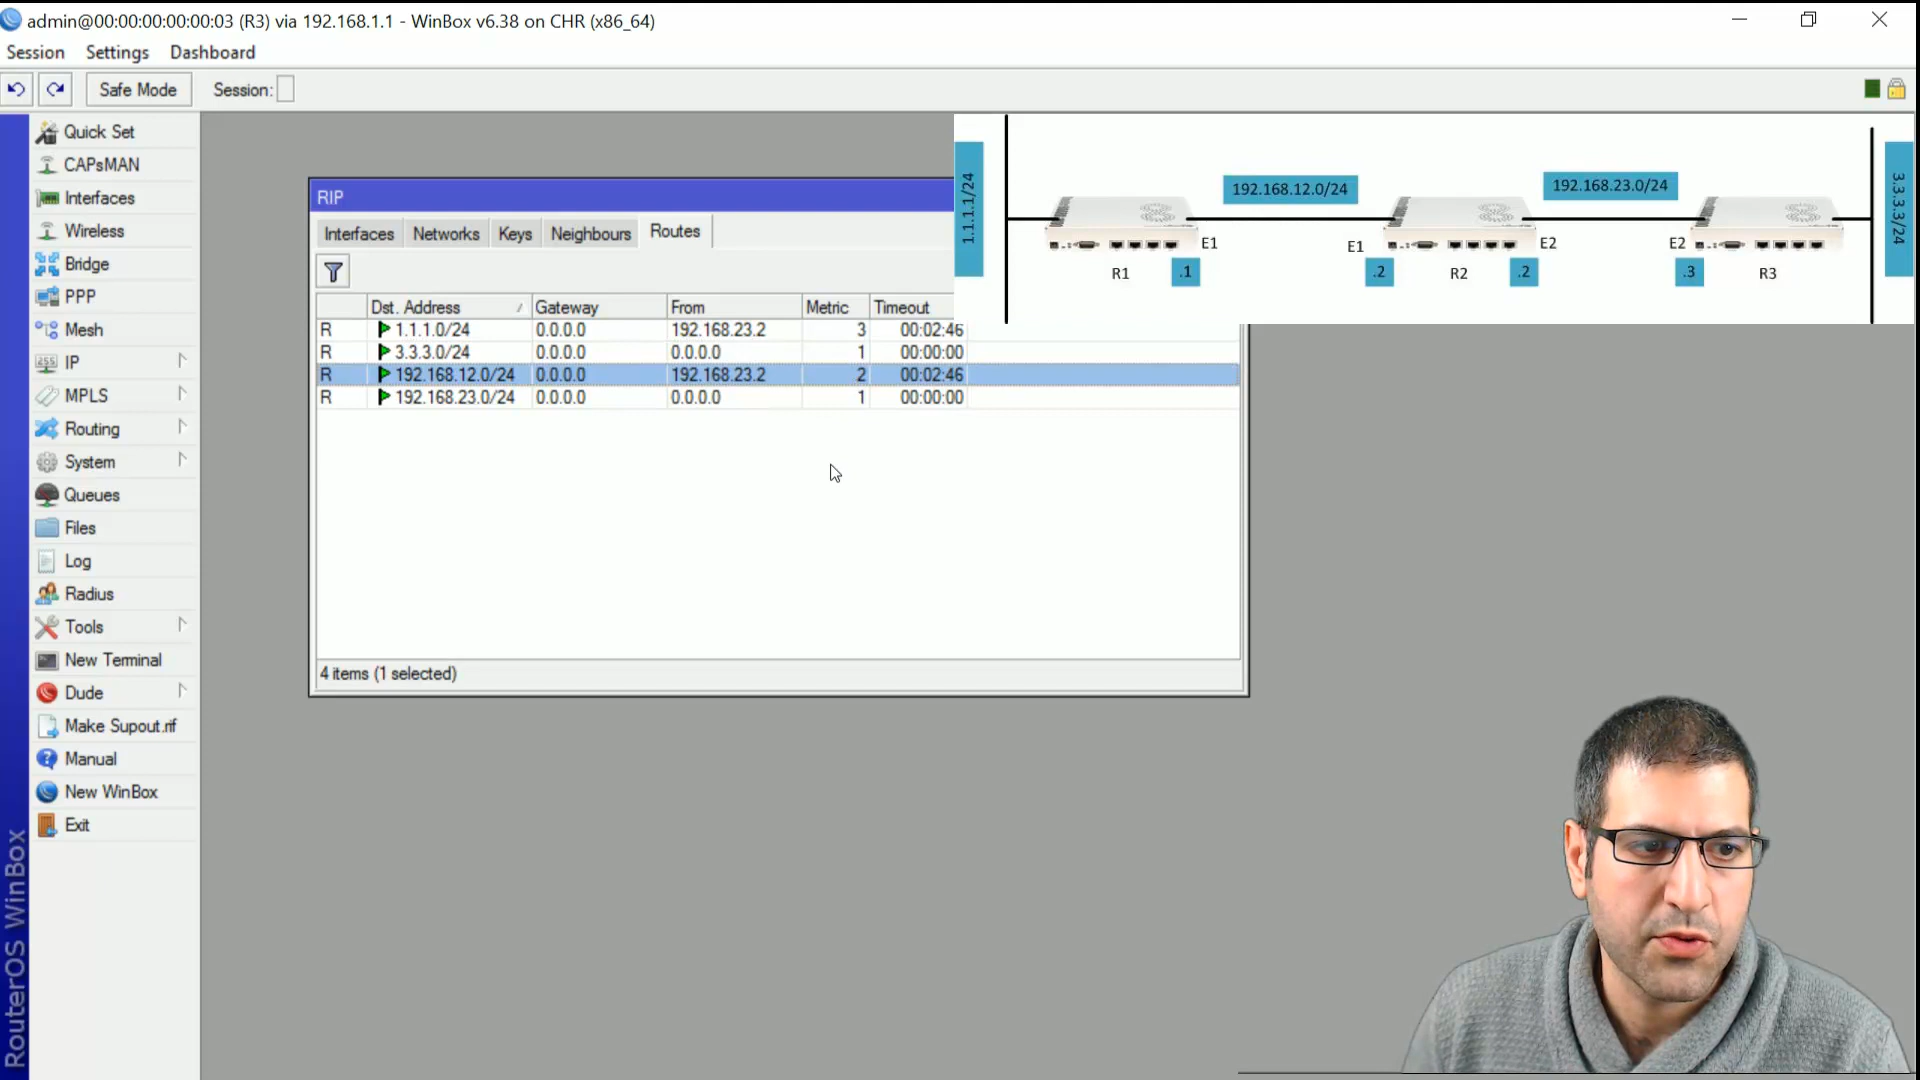 admin@00:00:00:00:00:03 (R3) via 192.168.1.1 - WinBox v6.38 on CHR (x86_64)
Session Settings Dashboard
Safe Mode Session:
Quick Set
CAPsMAN
Interfaces
Wireless
Bridge
PPP
Mesh
IP
MPLS
Routing
System
Queues
Files
Log
Radius
Tools
New Terminal
Dude
Make Supout.rif
Manual
New WinBox
Exit
RouterOS WinBox
RIP
Interfaces Networks Keys Neighbours Routes
Dst. Address Gateway From Metric Timeout
R 1.1.1.0/24 0.0.0.0 192.168.23.2 3 00:02:46
R 3.3.3.0/24 0.0.0.0 0.0.0.0 1 00:00:00
R 192.168.12.0/24 0.0.0.0 192.168.23.2 2 00:02:46
R 192.168.23.0/24 0.0.0.0 0.0.0.0 1 00:00:00
4 items (1 selected)
1.1.1.1/24
192.168.12.0/24
192.168.23.0/24
3.3.3.3/24
E1 E1 E2 E2
R1 .1 .2 R2 .2 .3 R3